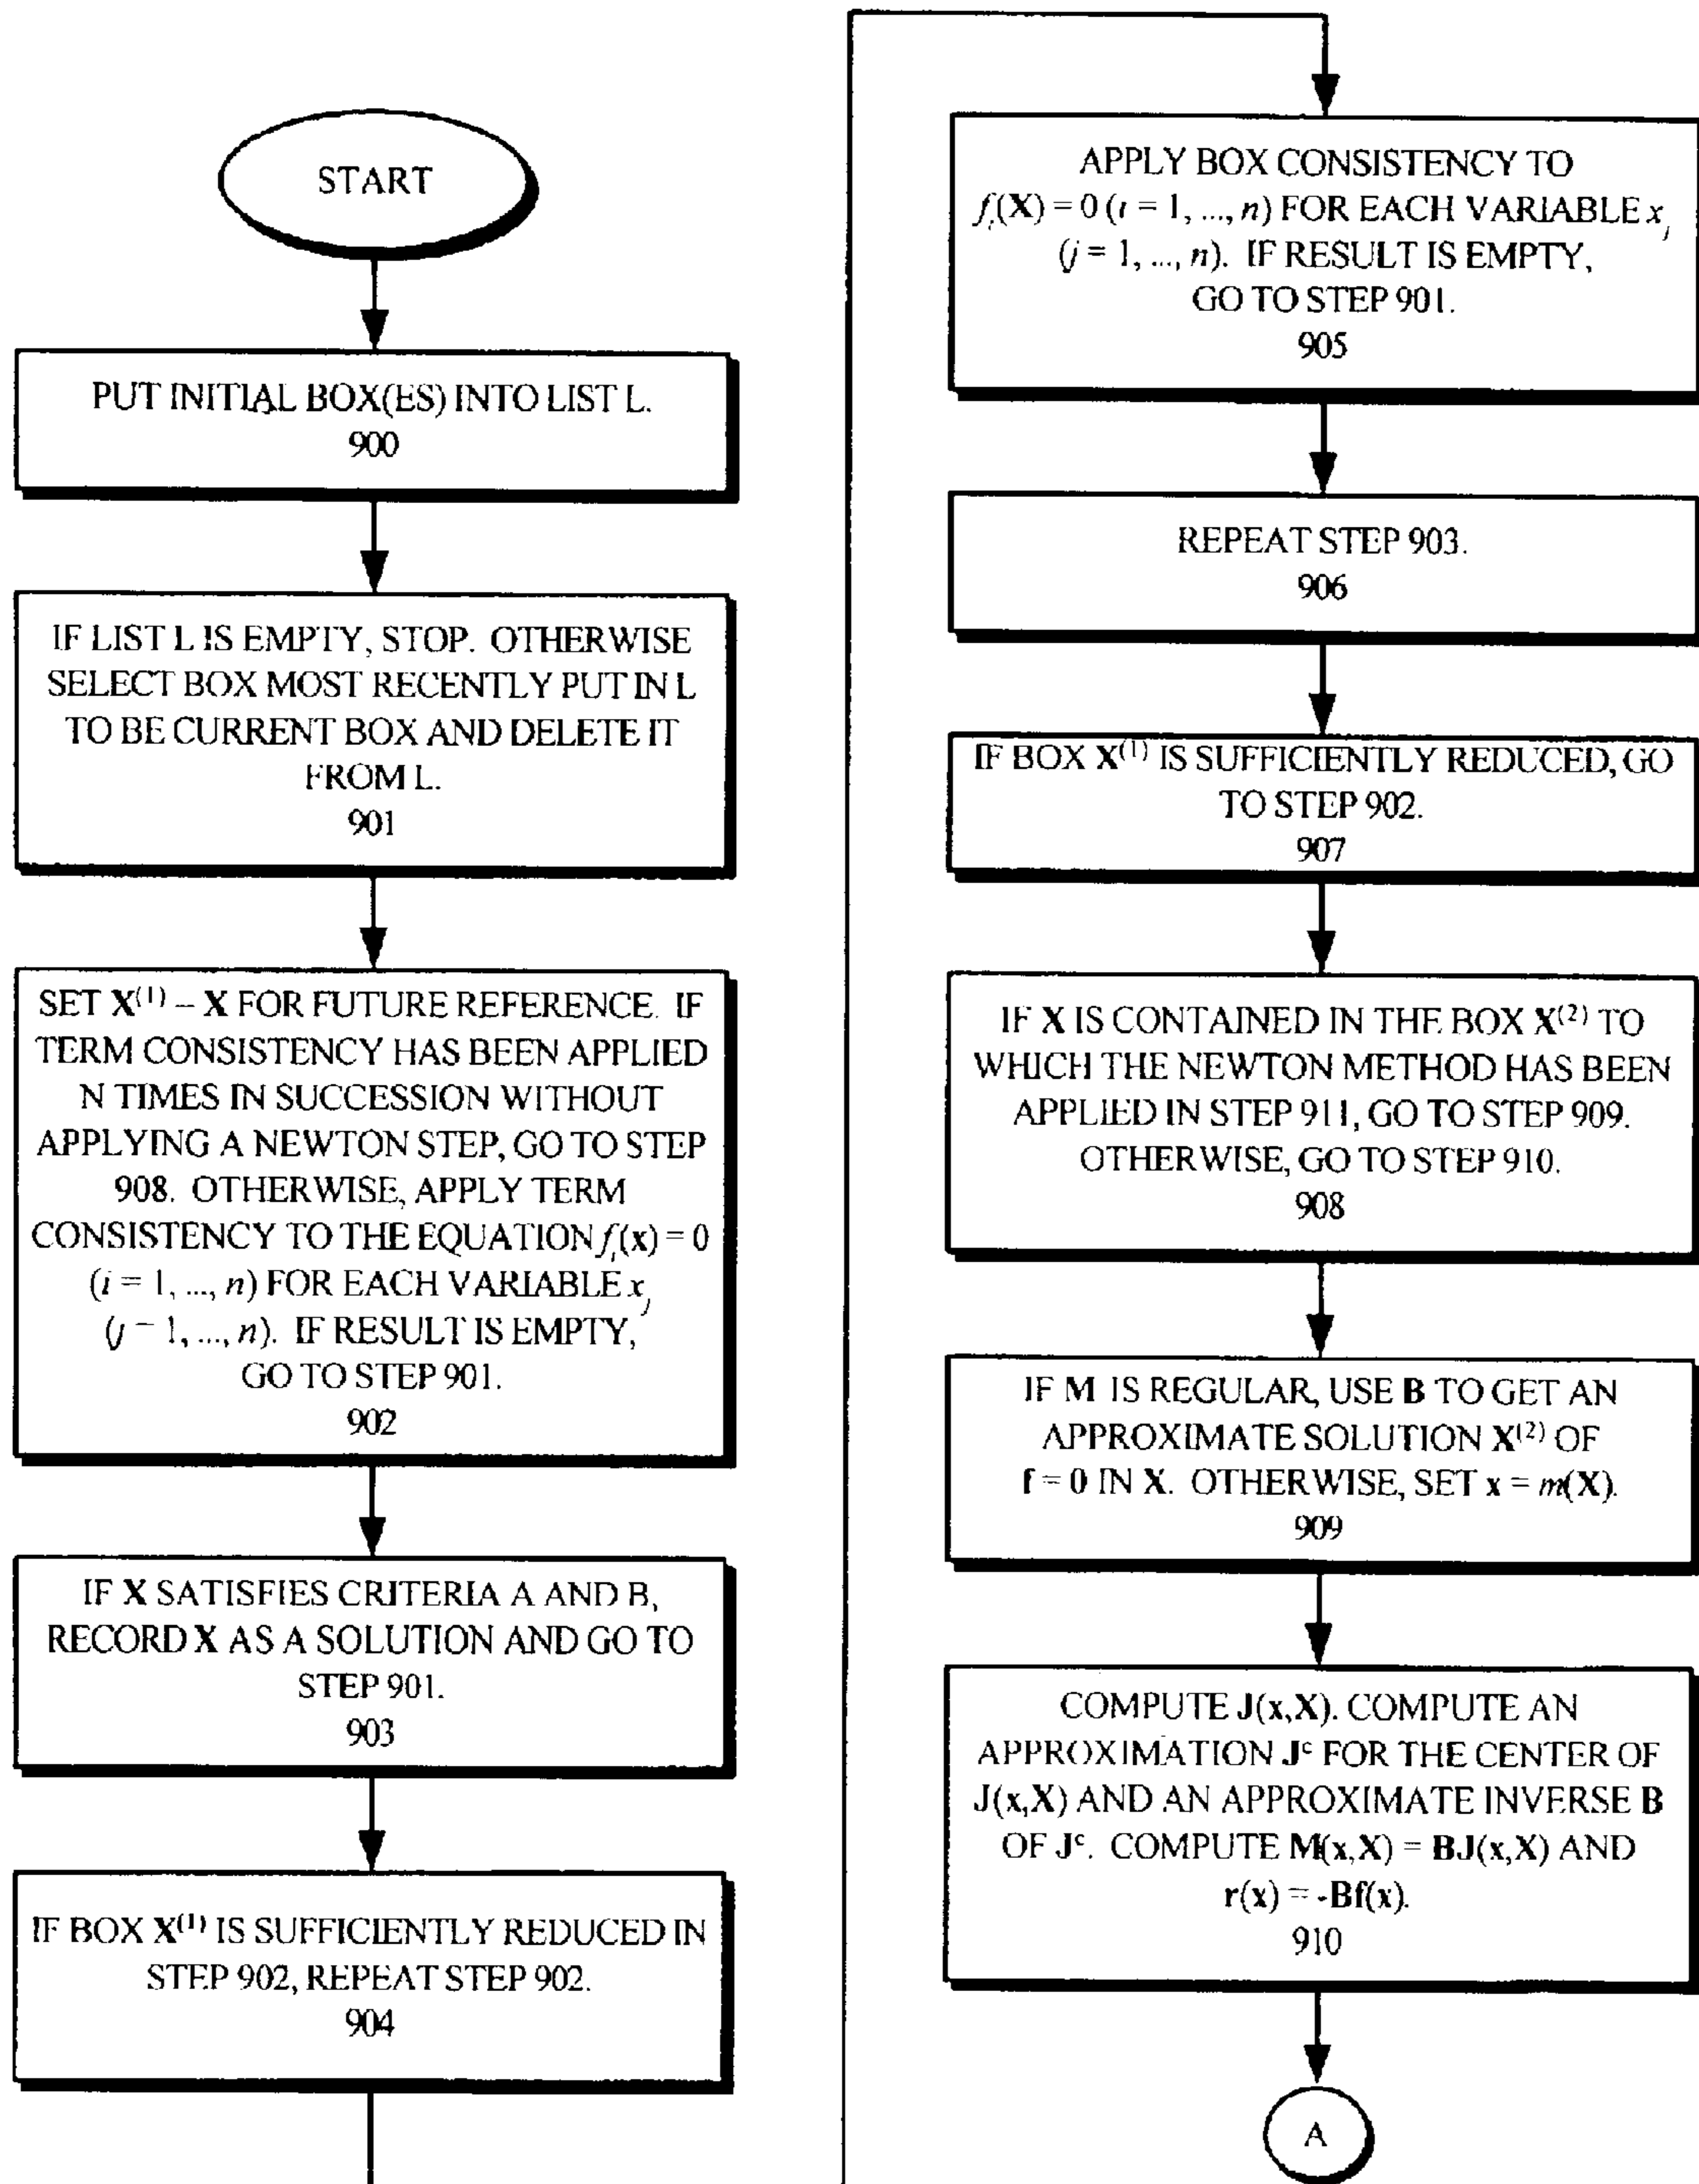 START
PUT INITIAL BOX(ES) INTO LIST L.
900
IF LIST L IS EMPTY, STOP. OTHERWISE
SELECT BOX MOST RECENTLY PUT IN L
TO BE CURRENT BOX AND DELETE IT
FROM L.
901
SET X⁽¹⁾ – X FOR FUTURE REFERENCE. IF
TERM CONSISTENCY HAS BEEN APPLIED
N TIMES IN SUCCESSION WITHOUT
APPLYING A NEWTON STEP, GO TO STEP
908. OTHERWISE, APPLY TERM
CONSISTENCY TO THE EQUATION fᵢ(x) = 0
(i = 1, ..., n) FOR EACH VARIABLE xⱼ
(j = 1, ..., n). IF RESULT IS EMPTY,
GO TO STEP 901.
902
IF X SATISFIES CRITERIA A AND B,
RECORD X AS A SOLUTION AND GO TO
STEP 901.
903
IF BOX X⁽¹⁾ IS SUFFICIENTLY REDUCED IN
STEP 902, REPEAT STEP 902.
904
APPLY BOX CONSISTENCY TO
fᵢ(X) = 0 (i = 1, ..., n) FOR EACH VARIABLE xⱼ
(j = 1, ..., n). IF RESULT IS EMPTY,
GO TO STEP 901.
905
REPEAT STEP 903.
906
IF BOX X⁽¹⁾ IS SUFFICIENTLY REDUCED, GO
TO STEP 902.
907
IF X IS CONTAINED IN THE BOX X⁽²⁾ TO
WHICH THE NEWTON METHOD HAS BEEN
APPLIED IN STEP 911, GO TO STEP 909.
OTHERWISE, GO TO STEP 910.
908
IF M IS REGULAR, USE B TO GET AN
APPROXIMATE SOLUTION X⁽²⁾ OF
f = 0 IN X. OTHERWISE, SET x = m(X).
909
COMPUTE J(x,X). COMPUTE AN
APPROXIMATION Jᶜ FOR THE CENTER OF
J(x,X) AND AN APPROXIMATE INVERSE B
OF Jᶜ. COMPUTE M(x,X) = BJ(x,X) AND
r(x) = -Bf(x).
910
A